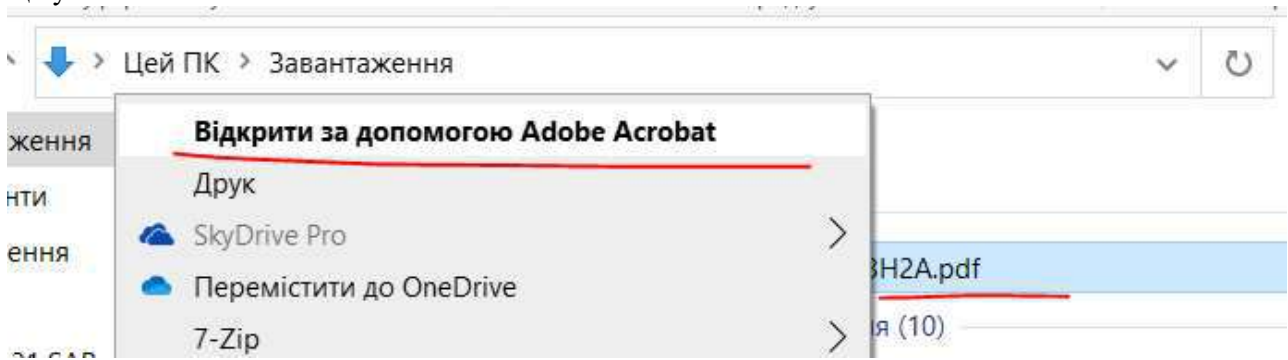 Цей ПК > Завантаження
ження
Відкрити за допомогою Adobe Acrobat
нти
Друк
ення
SkyDrive Pro
Перемістити до OneDrive
H2A.pdf
7-Zip
я (10)